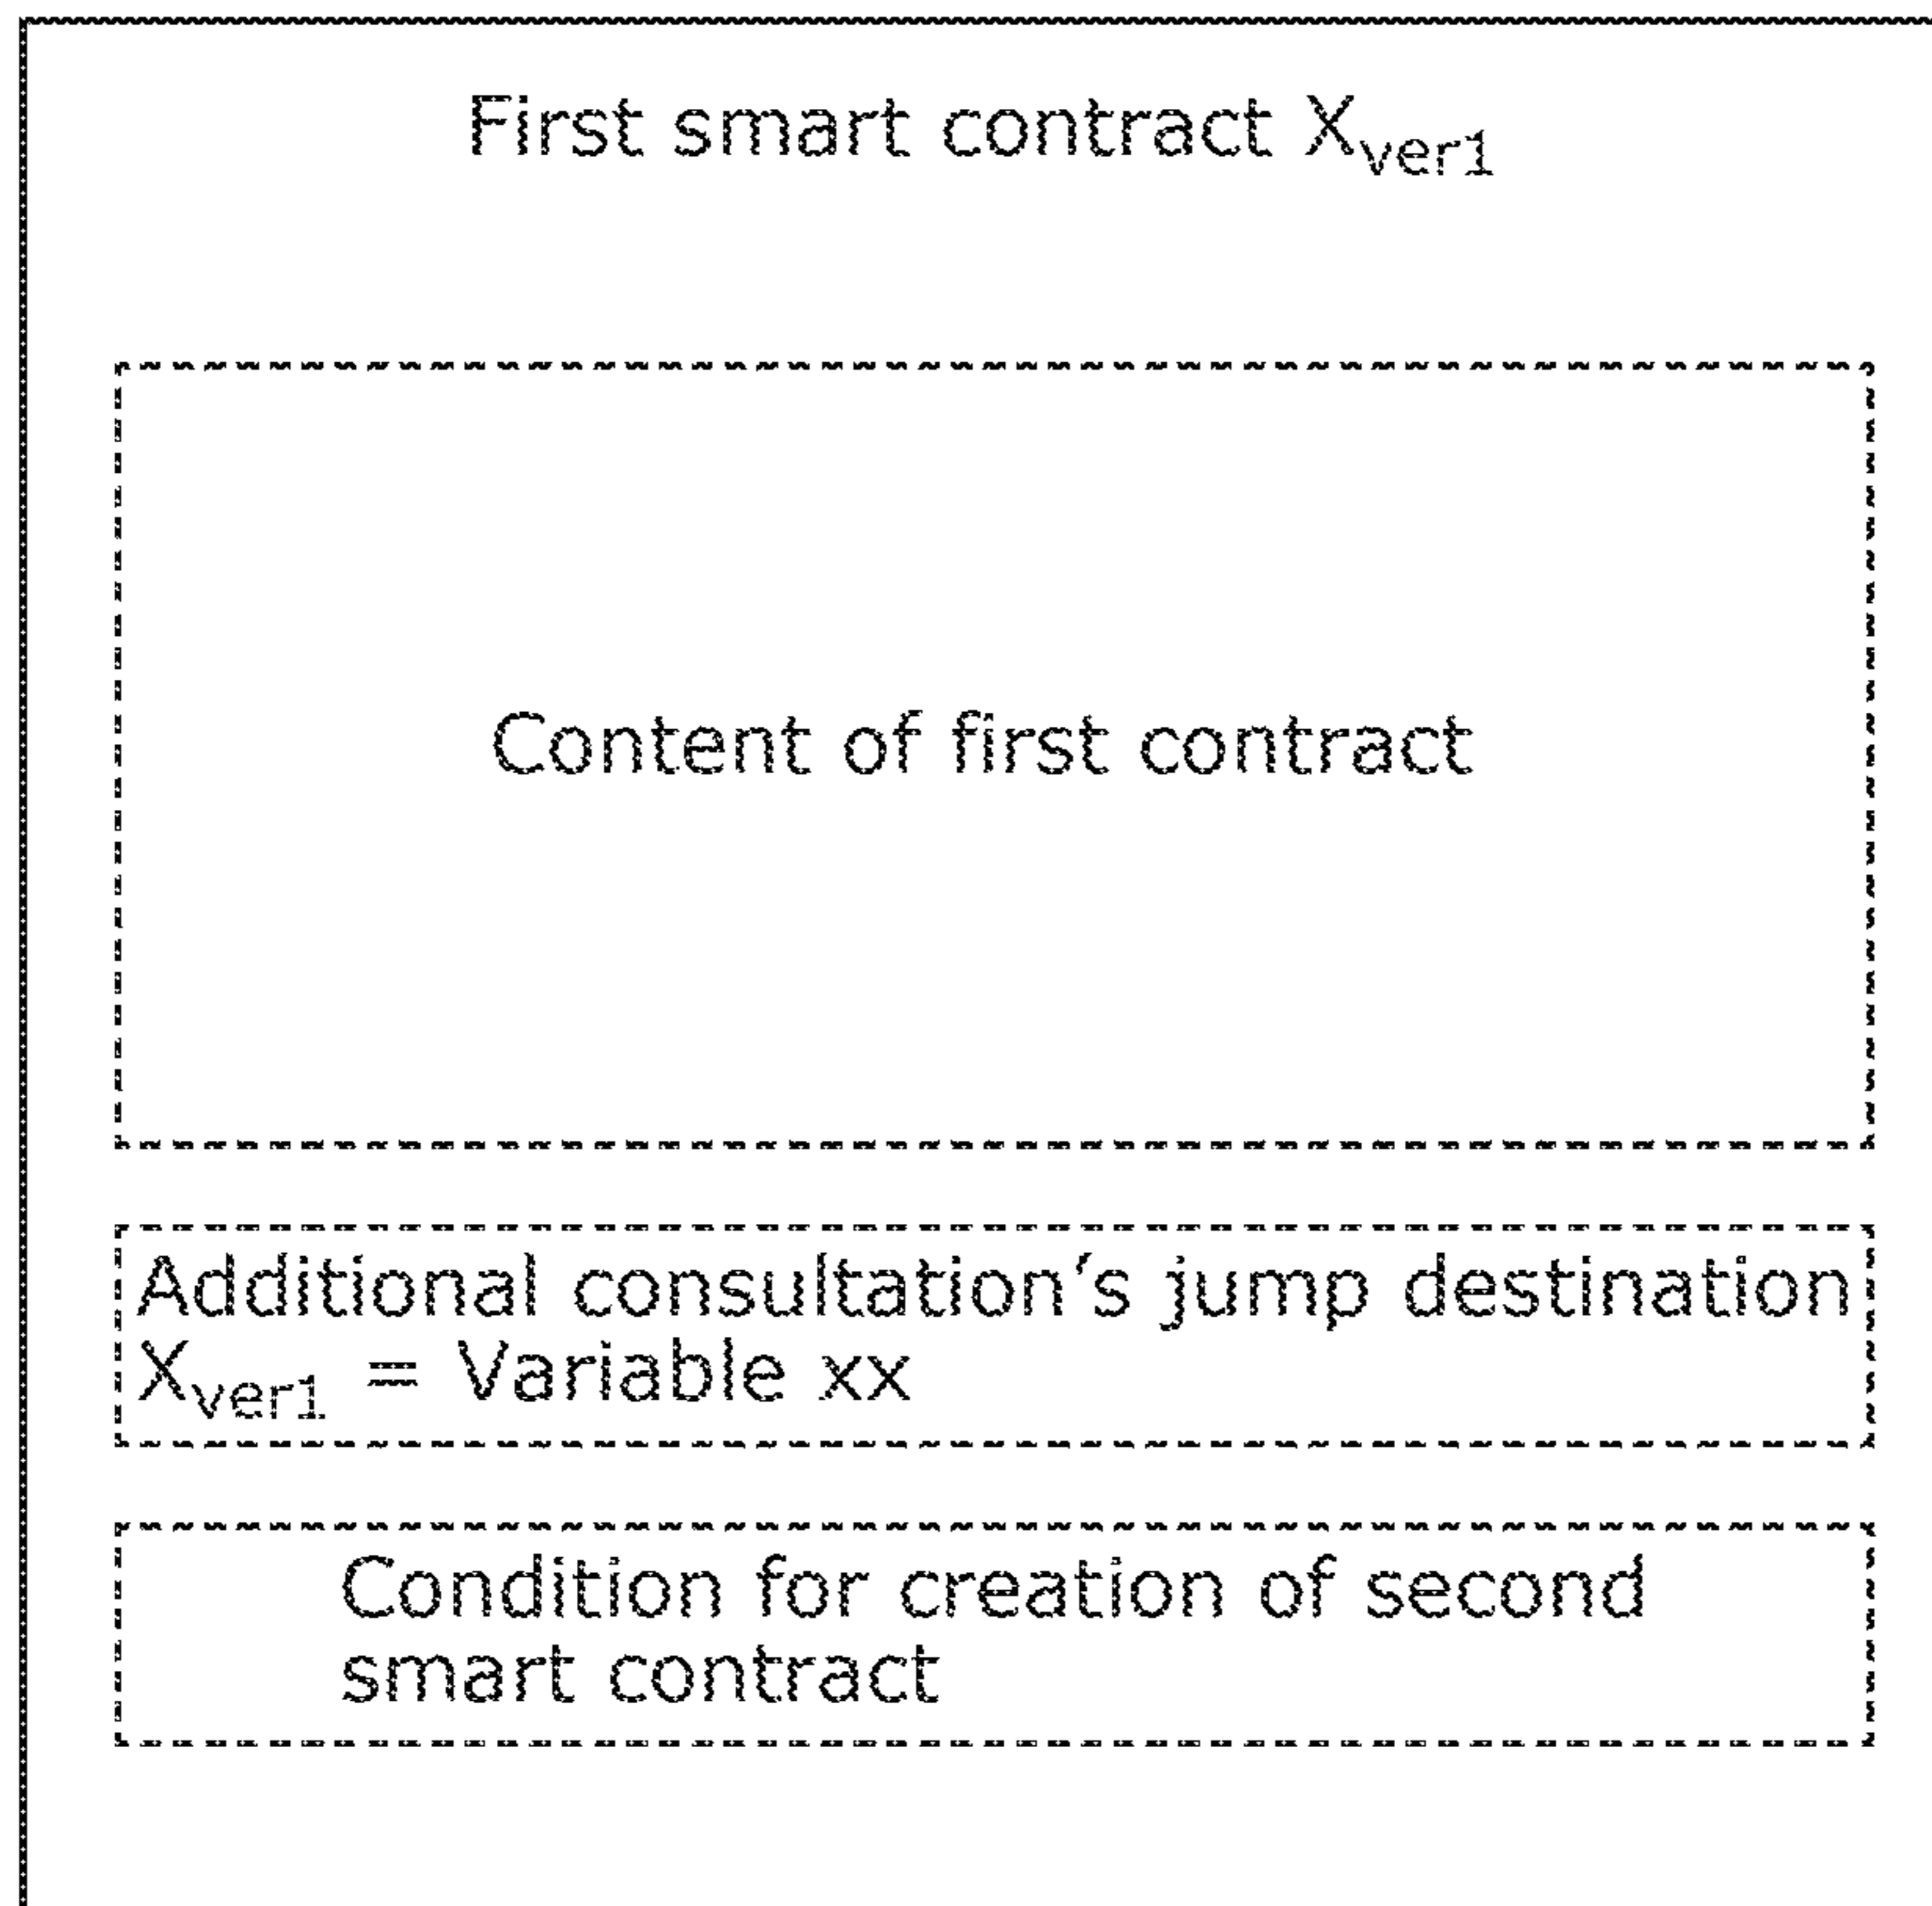 First smart contract Xver1
Content of first contract
Additional consultation’s jump destination
Xver1 = Variable xx
Condition for creation of second
smart contract